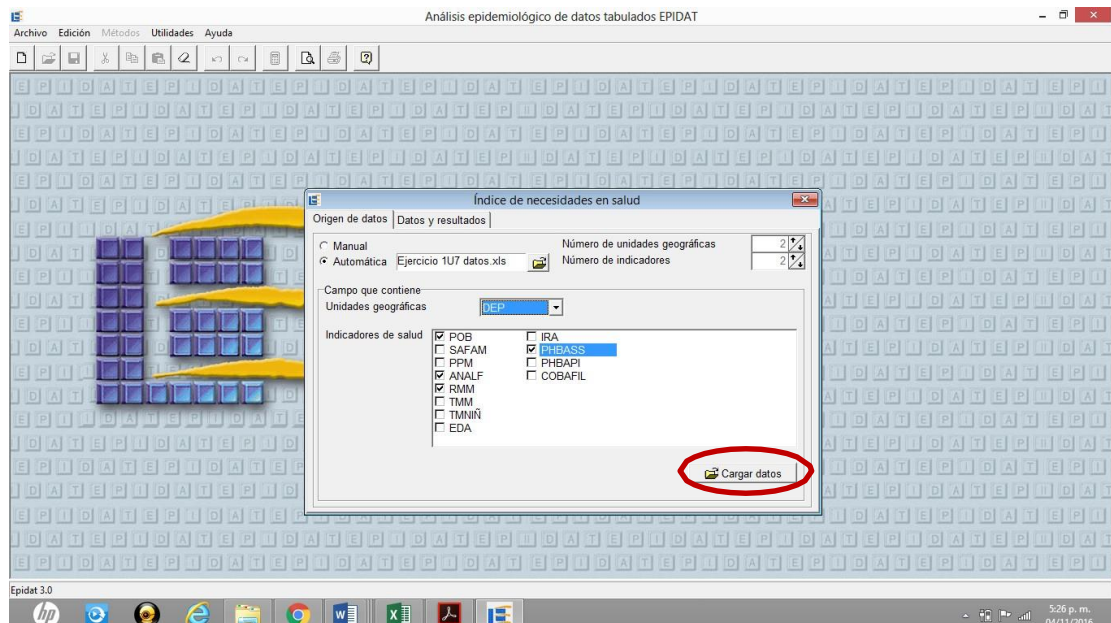 Análisis epidemiológico de datos tabulados EPIDAT
Archivo Edición Métodos Utilidades Ayuda
Índice de necesidades en salud
Origen de datos Datos y resultados
Manual
Número de unidades geográficas 2
Automática Ejercicio 1U7 datos.xls
Número de indicadores 2
Campo que contiene
Unidades geográficas DEP
Indicadores de salud
POB
SAFAM
PPM
ANALF
RMM
TMM
TMNIÑ
EDA
IRA
PHBASS
PHBAPI
COBAFIL
Cargar datos
Epidat 3.0
5:26 p. m.
04/11/2016